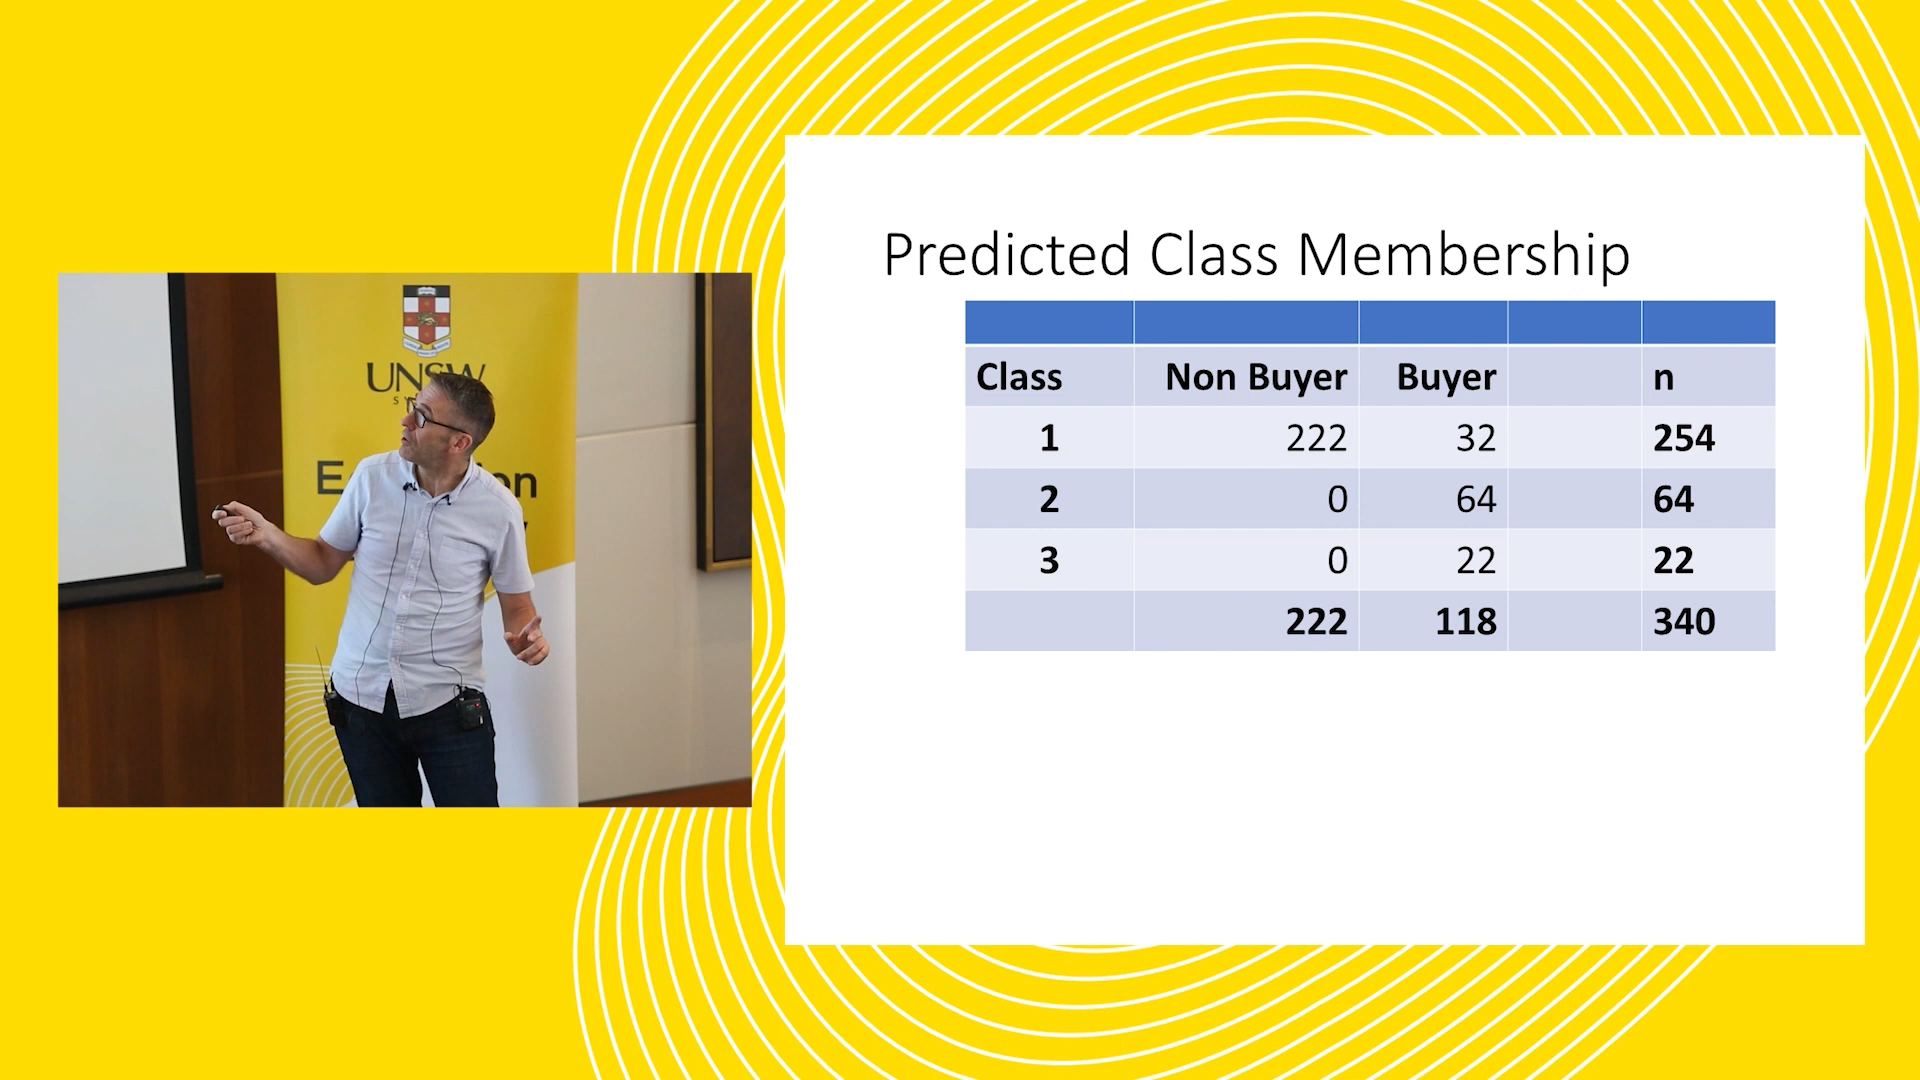 UNSW
Predicted Class Membership
Class Non Buyer Buyer n
1 222 32 254
2 0 64 64
3 0 22 22
222 118 340